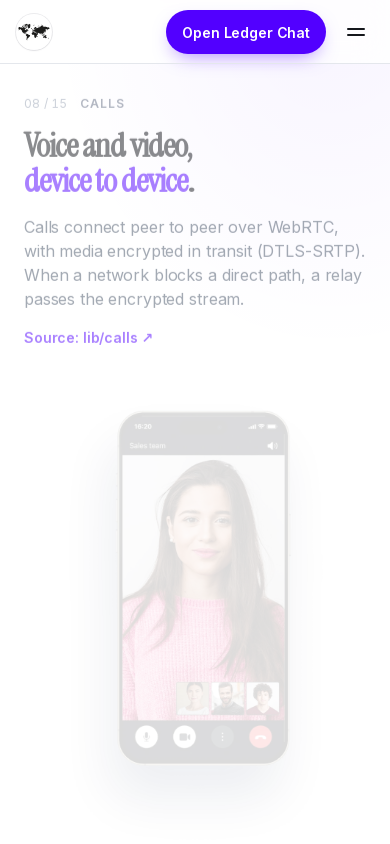 Open Ledger Chat
08 / 15 CALLS
Voice and video,
device to device.
Calls connect peer to peer over WebRTC,
with media encrypted in transit (DTLS-SRTP).
When a network blocks a direct path, a relay
passes the encrypted stream.
Source: lib/calls ↗
16:20
Sales team